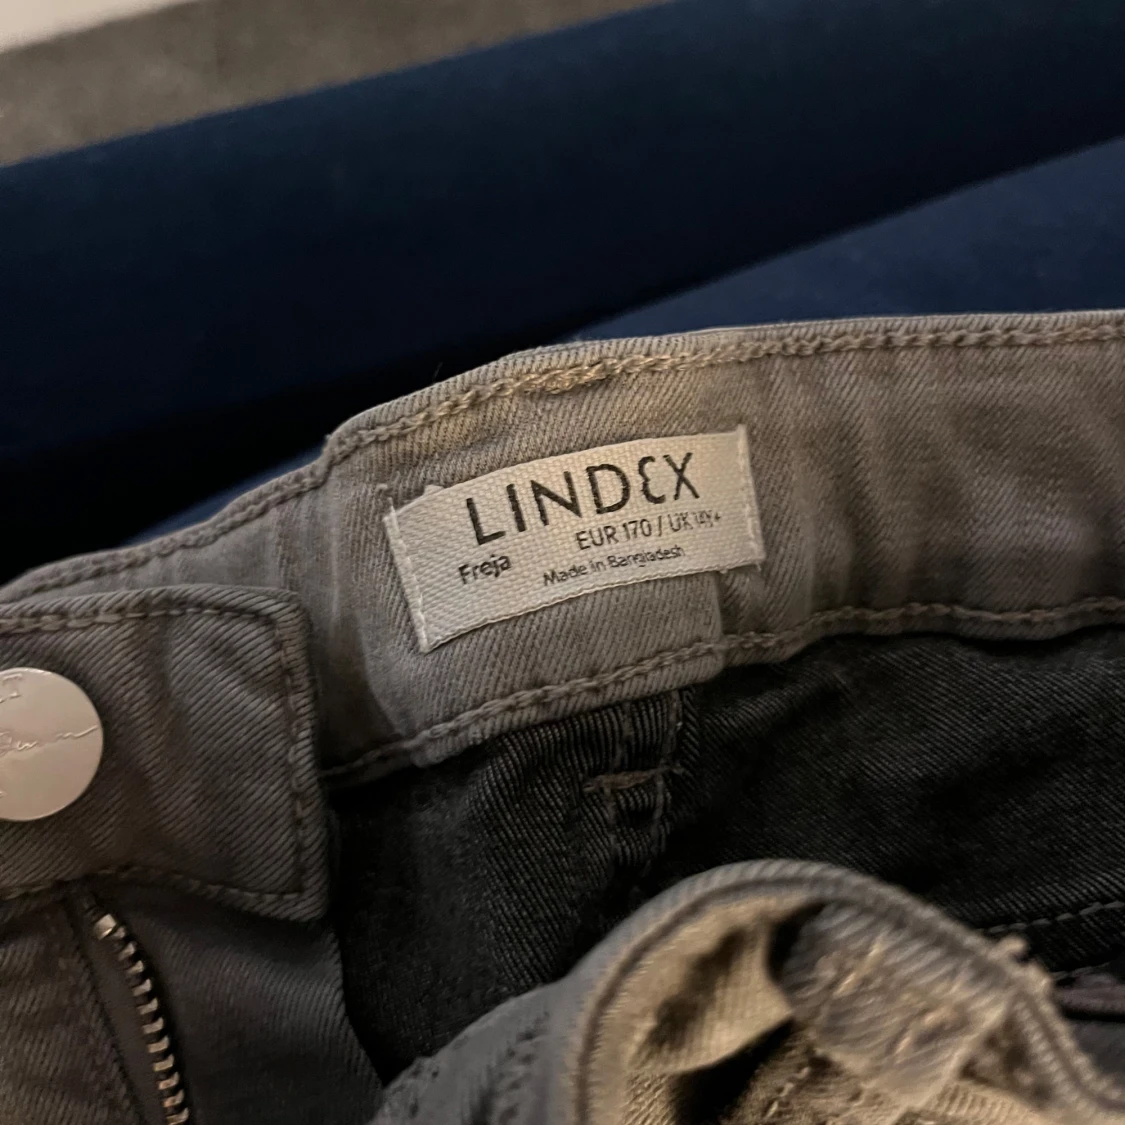 LINDEX
EUR 170 / UK 14Y+
Freja
Made in Bangladesh